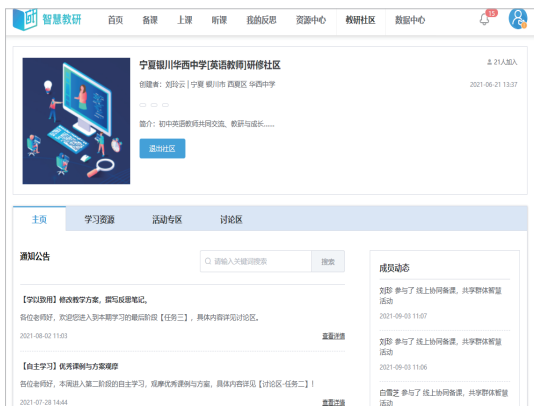 研 智慧教研 首页 备课 上课 听课 我的反思 资源中心 教研社区 数据中心 15
宁夏银川华西中学[英语教师]研修社区
21人加入
创建者：刘玲云 | 宁夏 银川市 西夏区 华西中学
2021-06-21 13:37
简介：初中英语教师共同交流、教研与成长......
退出社区
主页 学习资源 活动专区 讨论区
通知公告
请输入关键词搜索 搜索
【学以致用】修改教学方案，撰写反思笔记。
各位老师好，欢迎您进入到本期学习的最后阶段【任务三】，具体内容详见讨论区。
2021-08-02 11:03 查看详情
【自主学习】优秀课例与方案观摩
各位老师好，本周进入第二阶段的自主学习，观摩优秀课例与方案，具体内容详见【讨论区-任务二】！
2021-07-28 14:44 查看详情
成员动态
刘珍 参与了 线上协同备课，共享群体智慧
活动
2021-09-03 11:07
刘珍 参与了 线上协同备课，共享群体智慧
活动
2021-09-03 11:06
白雪芝 参与了 线上协同备课，共享群体智慧
活动